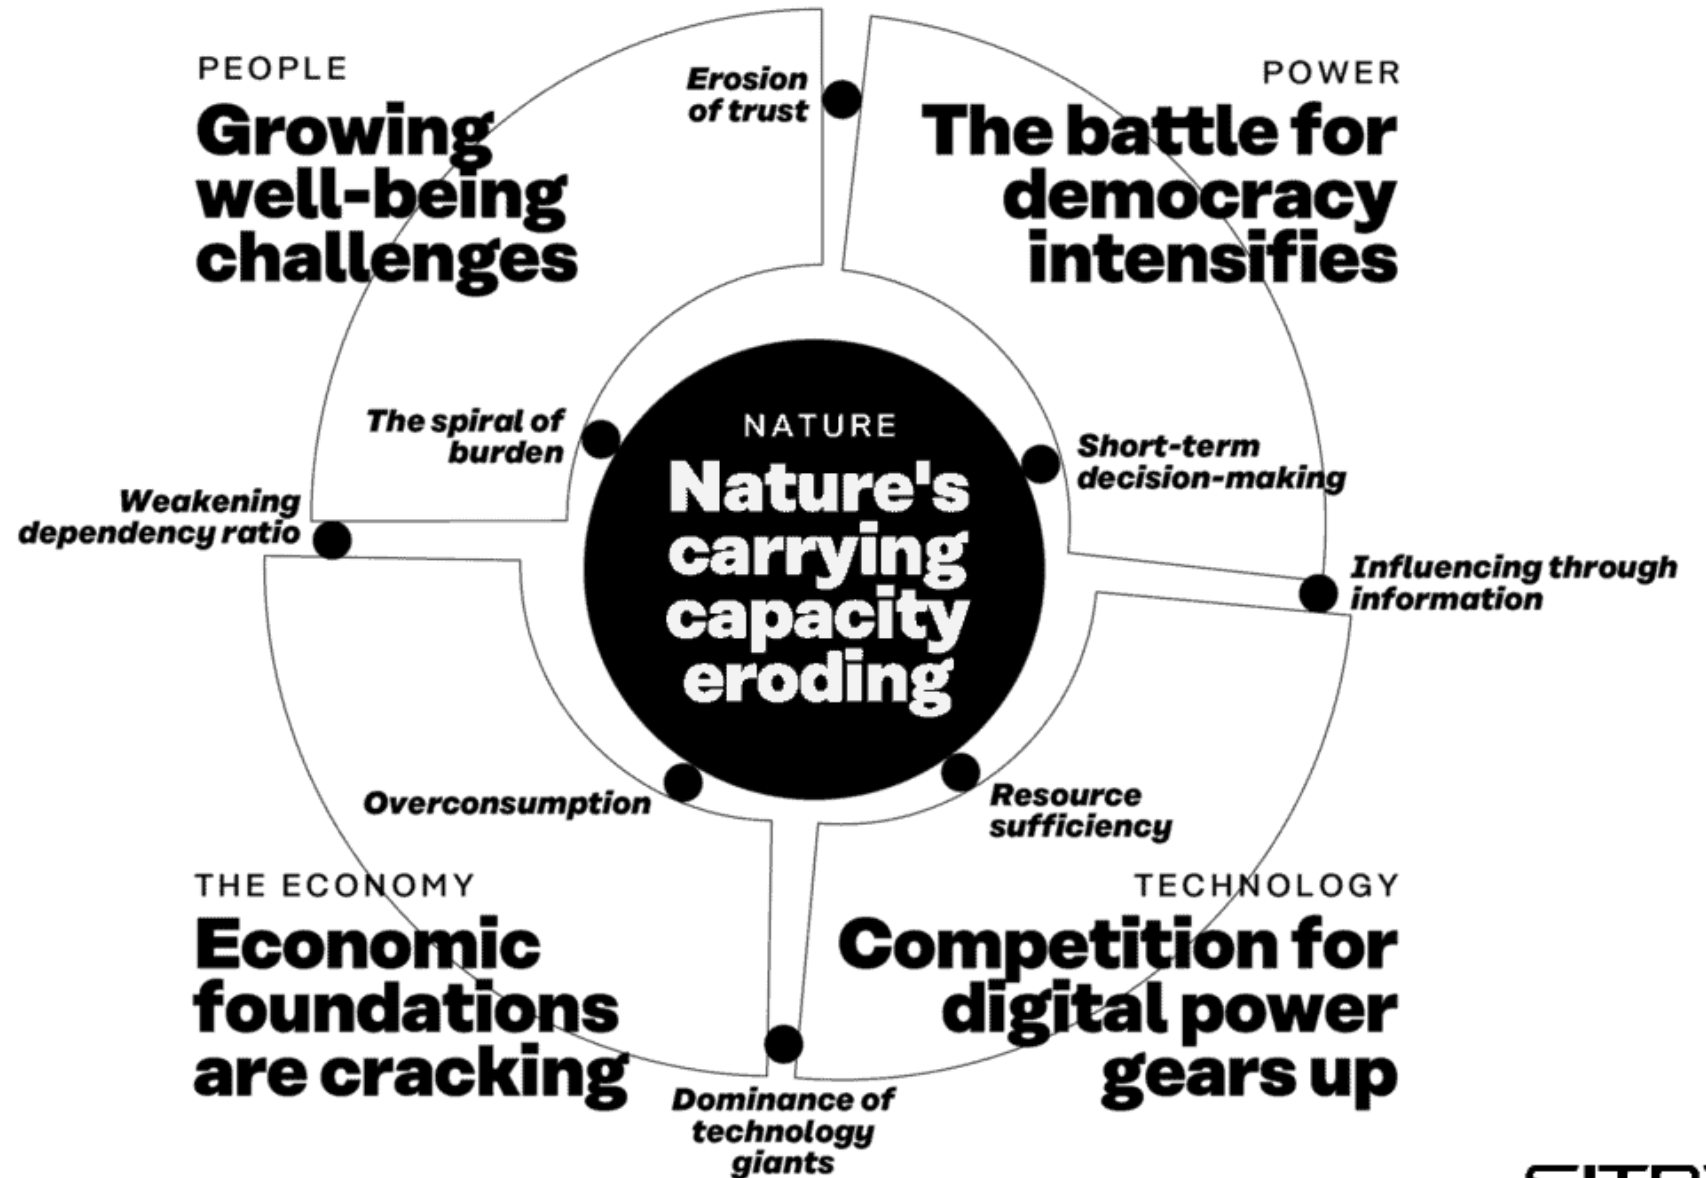 PEOPLE
Growing
well-being
challenges
Erosion
of trust
POWER
The battle for
democracy
intensifies
The spiral of
burden
Weakening
dependency ratio
NATURE
Nature's
carrying
capacity
eroding
Short-term
decision-making
Influencing through
information
Overconsumption
Resource
sufficiency
THE ECONOMY
Economic
foundations
are cracking
TECHNOLOGY
Competition for
digital power
gears up
Dominance of
technology
giants